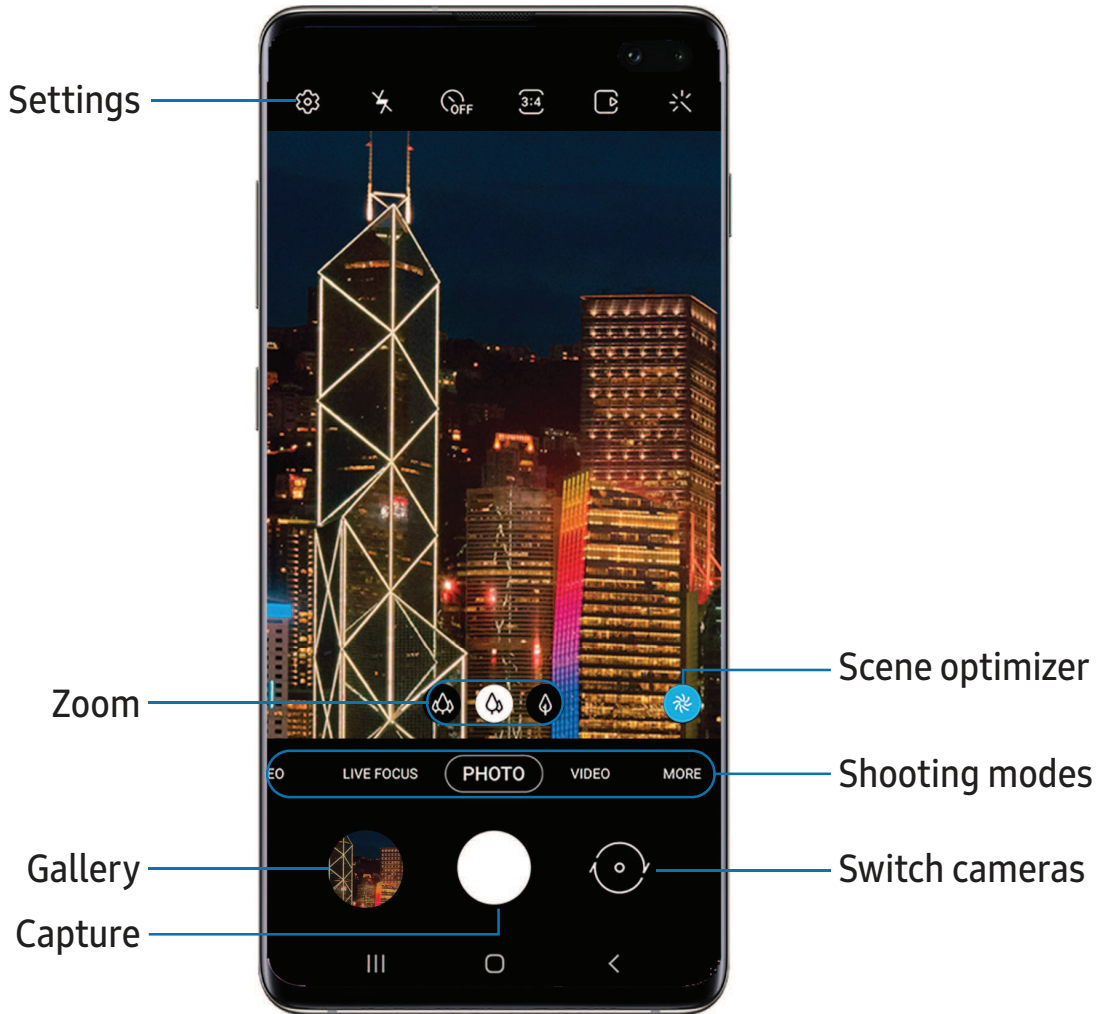 Settings
OFF
3:4
Zoom
Scene optimizer
EO
LIVE FOCUS
PHOTO
VIDEO
MORE
Shooting modes
Gallery
Switch cameras
Capture